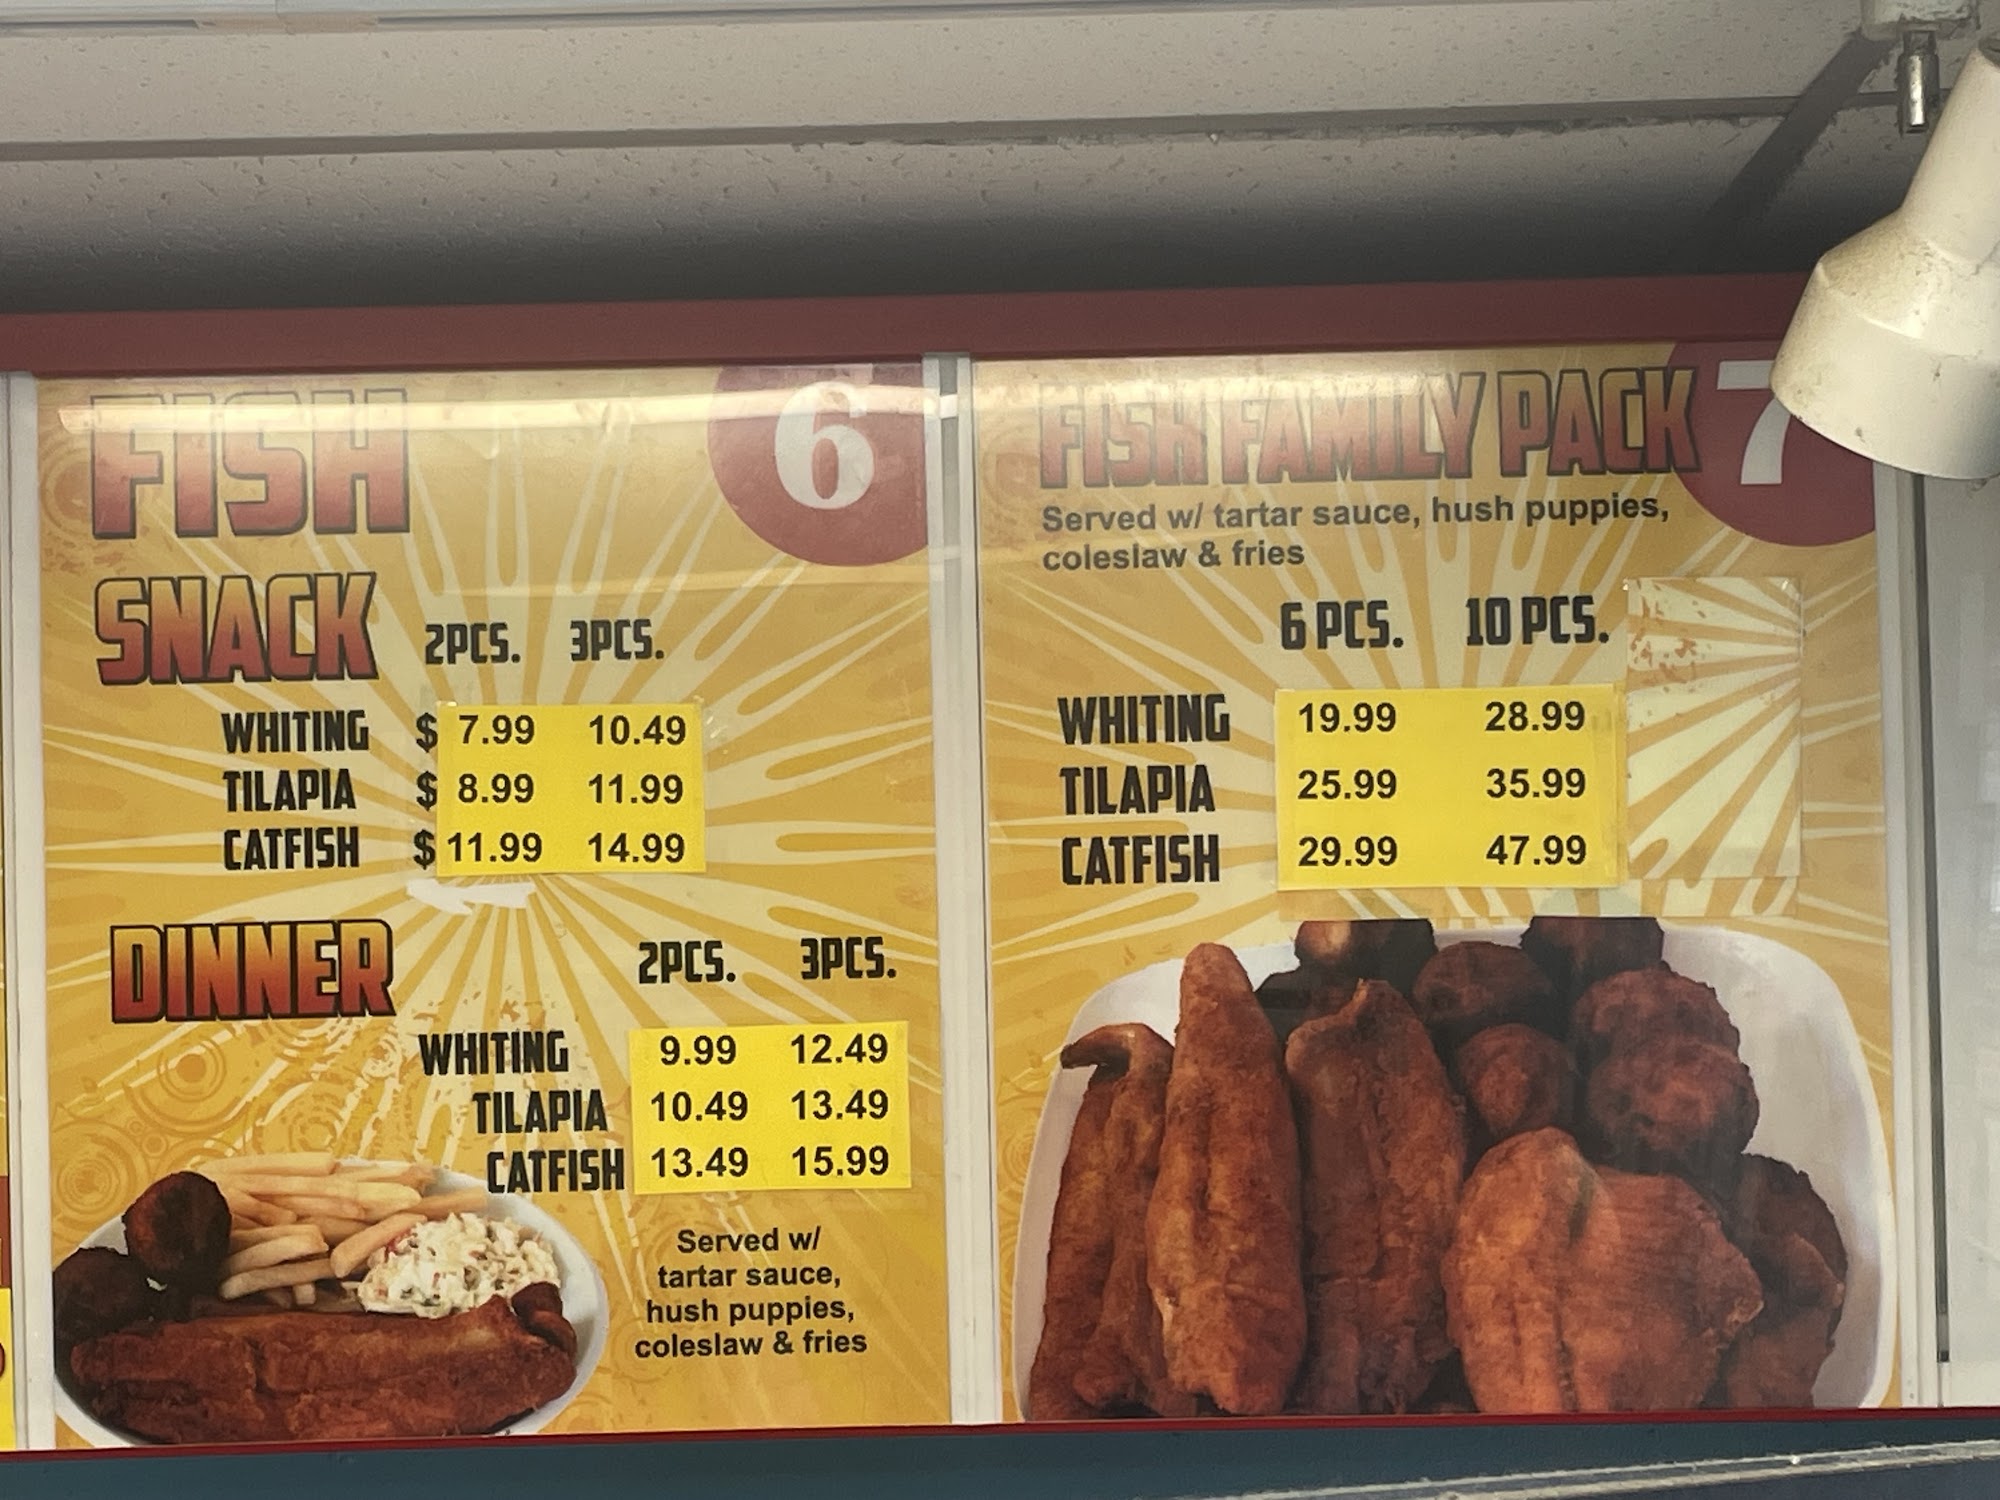 FISH
6
SNACK 2PCS. 3PCS.
WHITING $ 7.99 10.49
TILAPIA $ 8.99 11.99
CATFISH $ 11.99 14.99
DINNER 2PCS. 3PCS.
WHITING 9.99 12.49
TILAPIA 10.49 13.49
CATFISH 13.49 15.99
Served w/
tartar sauce,
hush puppies,
coleslaw & fries
FISH FAMILY PACK 7
Served w/ tartar sauce, hush puppies,
coleslaw & fries
6 PCS. 10 PCS.
WHITING 19.99 28.99
TILAPIA 25.99 35.99
CATFISH 29.99 47.99